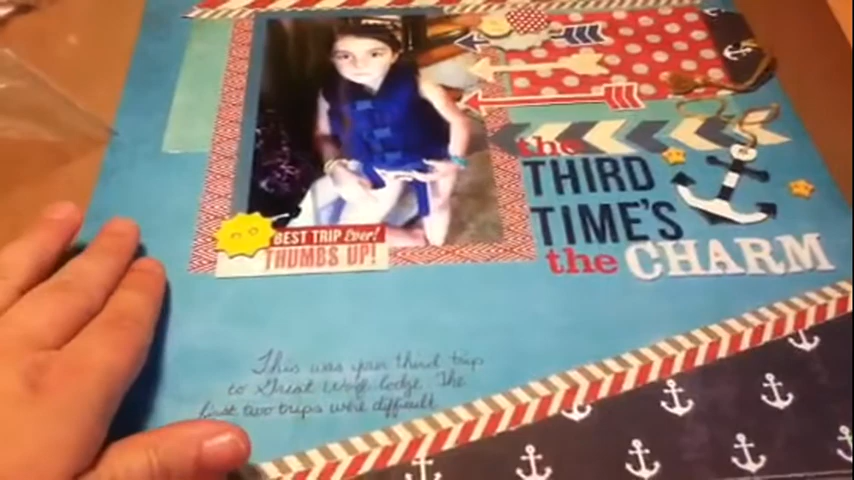 the
THIRD
TIME'S
the CHARM
BEST TRIP Ever!
THUMBS UP!
This was your third trip
to Great Wolf Lodge. The
first two trips were difficult